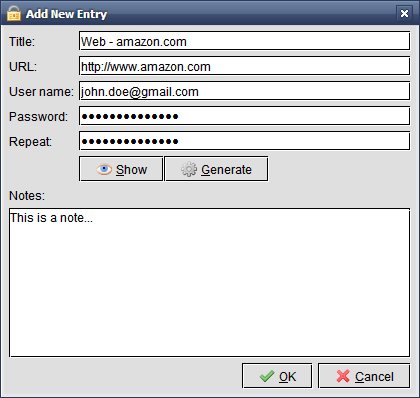 Add New Entry
Title: Web - amazon.com
URL: http://www.amazon.com
User name: john.doe@gmail.com
Password: ●●●●●●●●●●●●●●
Repeat: ●●●●●●●●●●●●●●
Show Generate
Notes:
This is a note...
OK Cancel